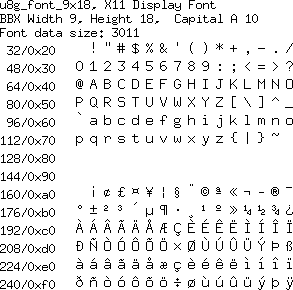 u8g_font_9x18, X11 Display Font
BBX Width 9, Height 18,  Capital A 10
Font data size: 3011
32/0x20   ! " # $ % & ' ( ) * + , - . /
48/0x30 0 1 2 3 4 5 6 7 8 9 : ; < = > ?
64/0x40 @ A B C D E F G H I J K L M N O
80/0x50 P Q R S T U V W X Y Z [ \ ] ^ _
96/0x60 ` a b c d e f g h i j k l m n o
112/0x70 p q r s t u v w x y z { | } ~
128/0x80
144/0x90
160/0xa0   ¡ ¢ £ ¤ ¥ ¦ § ¨ © ª « ¬ - ® ¯
176/0xb0 ° ± ² ³ ´ µ ¶ · ¸ ¹ º » ¼ ½ ¾ ¿
192/0xc0 À Á Â Ã Ä Å Æ Ç È É Ê Ë Ì Í Î Ï
208/0xd0 Ð Ñ Ò Ó Ô Õ Ö × Ø Ù Ú Û Ü Ý Þ ß
224/0xe0 à á â ã ä å æ ç è é ê ë ì í î ï
240/0xf0 ð ñ ò ó ô õ ö ÷ ø ù ú û ü ý þ ÿ